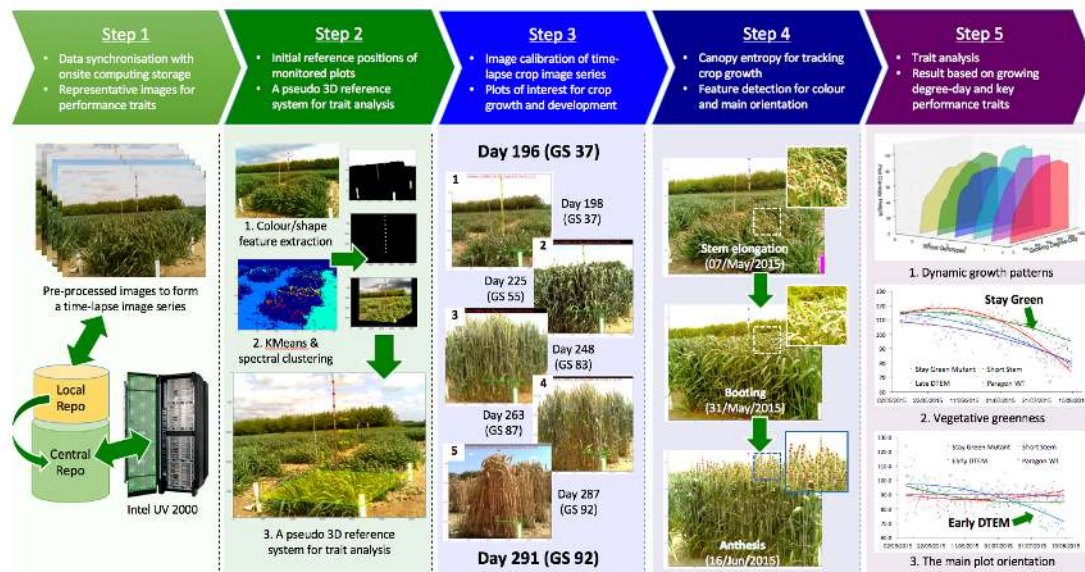 Step 1
• Data synchronisation with
onsite computing storage
• Representative images for
performance traits
Step 2
• Initial reference positions of
monitored plots
• A pseudo 3D reference
system for trait analysis
Step 3
• Image calibration of time-
lapse crop image series
• Plots of interest for crop
growth and development
Step 4
• Canopy entropy for tracking
crop growth
• Feature detection for colour
and main orientation
Step 5
• Trait analysis
• Result based on growing
degree-day and key
performance traits
Pre-processed images to form
a time-lapse image series
Local
Repo
Central
Repo
Intel UV 2000
1. Colour/shape
feature extraction
2. KMeans &
spectral clustering
3. A pseudo 3D reference
system for trait analysis
Day 196 (GS 37)
1
Day 198
(GS 37)
2
Day 225
(GS 55)
3
Day 248
(GS 83)
4
Day 263
(GS 87)
5
Day 287
(GS 92)
Day 291 (GS 92)
Stem elongation
(07/May/2015)
Booting
(31/May/2015)
Anthesis
(16/Jun/2015)
Growing Degree-Day
1. Dynamic growth patterns
Stay Green
Stay Green Mutant
Short Stem
Late DTEM
Paragon WT
2. Vegetative greenness
Stay Green Mutant
Short Stem
Early DTEM
Paragon WT
Early DTEM
3. The main plot orientation